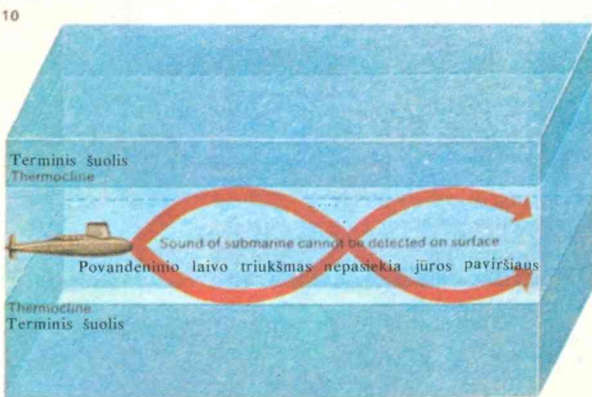 10
Terminis šuolis
Thermocline
Sound of submarine cannot be detected on surface
Povandeninio laivo triukšmas nepasiekia jūros paviršiaus
Thermocline
Terminis šuolis